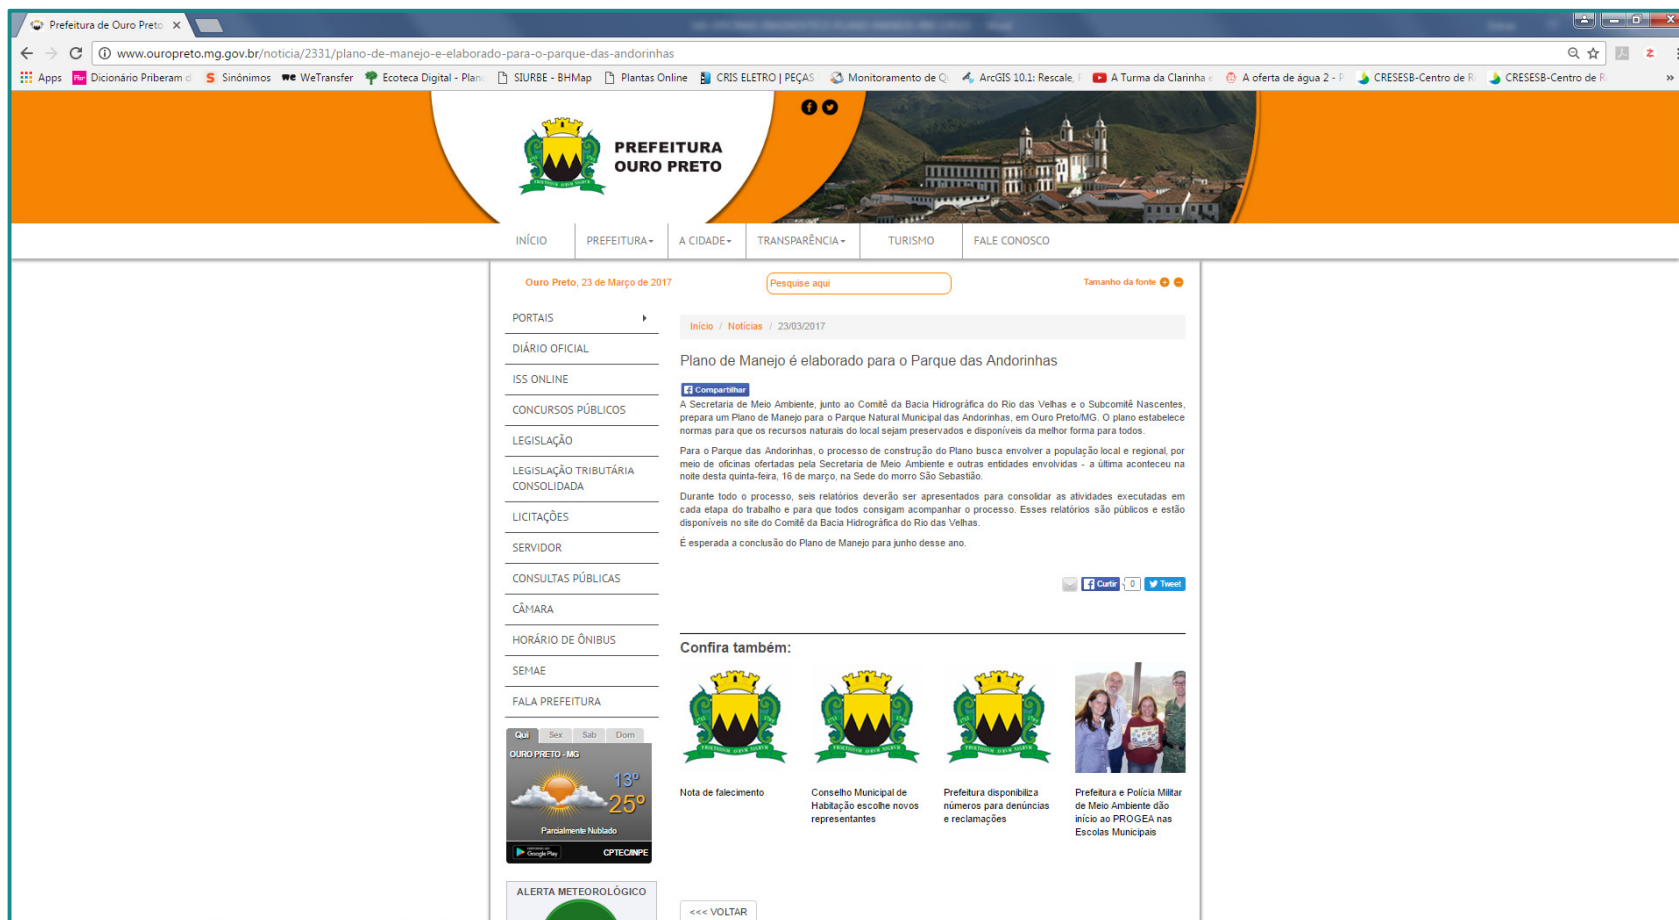 Prefeitura de Ouro Preto
www.ouropreto.mg.gov.br/noticia/2331/plano-de-manejo-e-elaborado-para-o-parque-das-andorinhas
Apps Dicionário Priberam d Sinónimos WeTransfer Ecoteca Digital - Plan SIURBE - BHMap Plantas Online CRIS ELETRO | PEÇAS Monitoramento de Q ArcGIS 10.1: Rescale, A Turma da Clarinha e A oferta de água 2 - P CRESESB-Centro de R CRESESB-Centro de R »
PREFEITURA
OURO PRETO
INÍCIO PREFEITURA A CIDADE TRANSPARÊNCIA TURISMO FALE CONOSCO
Ouro Preto, 23 de Março de 2017
Pesquise aqui
Tamanho da fonte
PORTAIS
DIÁRIO OFICIAL
ISS ONLINE
CONCURSOS PÚBLICOS
LEGISLAÇÃO
LEGISLAÇÃO TRIBUTÁRIA
CONSOLIDADA
LICITAÇÕES
SERVIDOR
CONSULTAS PÚBLICAS
CÂMARA
HORÁRIO DE ÔNIBUS
SEMAE
FALA PREFEITURA
Qui Sex Sab Dom
OURO PRETO - MG
13º
25º
Parcialmente Nublado
Google Play CPTEC/INPE
ALERTA METEOROLÓGICO
Início / Notícias / 23/03/2017
Plano de Manejo é elaborado para o Parque das Andorinhas
Compartilhar
A Secretaria de Meio Ambiente, junto ao Comitê da Bacia Hidrográfica do Rio das Velhas e o Subcomitê Nascentes,
prepara um Plano de Manejo para o Parque Natural Municipal das Andorinhas, em Ouro Preto/MG. O plano estabelece
normas para que os recursos naturais do local sejam preservados e disponíveis da melhor forma para todos.
Para o Parque das Andorinhas, o processo de construção do Plano busca envolver a população local e regional, por
meio de oficinas ofertadas pela Secretaria de Meio Ambiente e outras entidades envolvidas - a última aconteceu na
noite desta quinta-feira, 16 de março, na Sede do morro São Sebastião.
Durante todo o processo, seis relatórios deverão ser apresentados para consolidar as atividades executadas em
cada etapa do trabalho e para que todos consigam acompanhar o processo. Esses relatórios são públicos e estão
disponíveis no site do Comitê da Bacia Hidrográfica do Rio das Velhas.
É esperada a conclusão do Plano de Manejo para junho desse ano.
Curtir 0 Tweet
Confira também:
Nota de falecimento
Conselho Municipal de
Habitação escolhe novos
representantes
Prefeitura disponibiliza
números para denúncias
e reclamações
Prefeitura e Polícia Militar
de Meio Ambiente dão
início ao PROGEA nas
Escolas Municipais
<<< VOLTAR